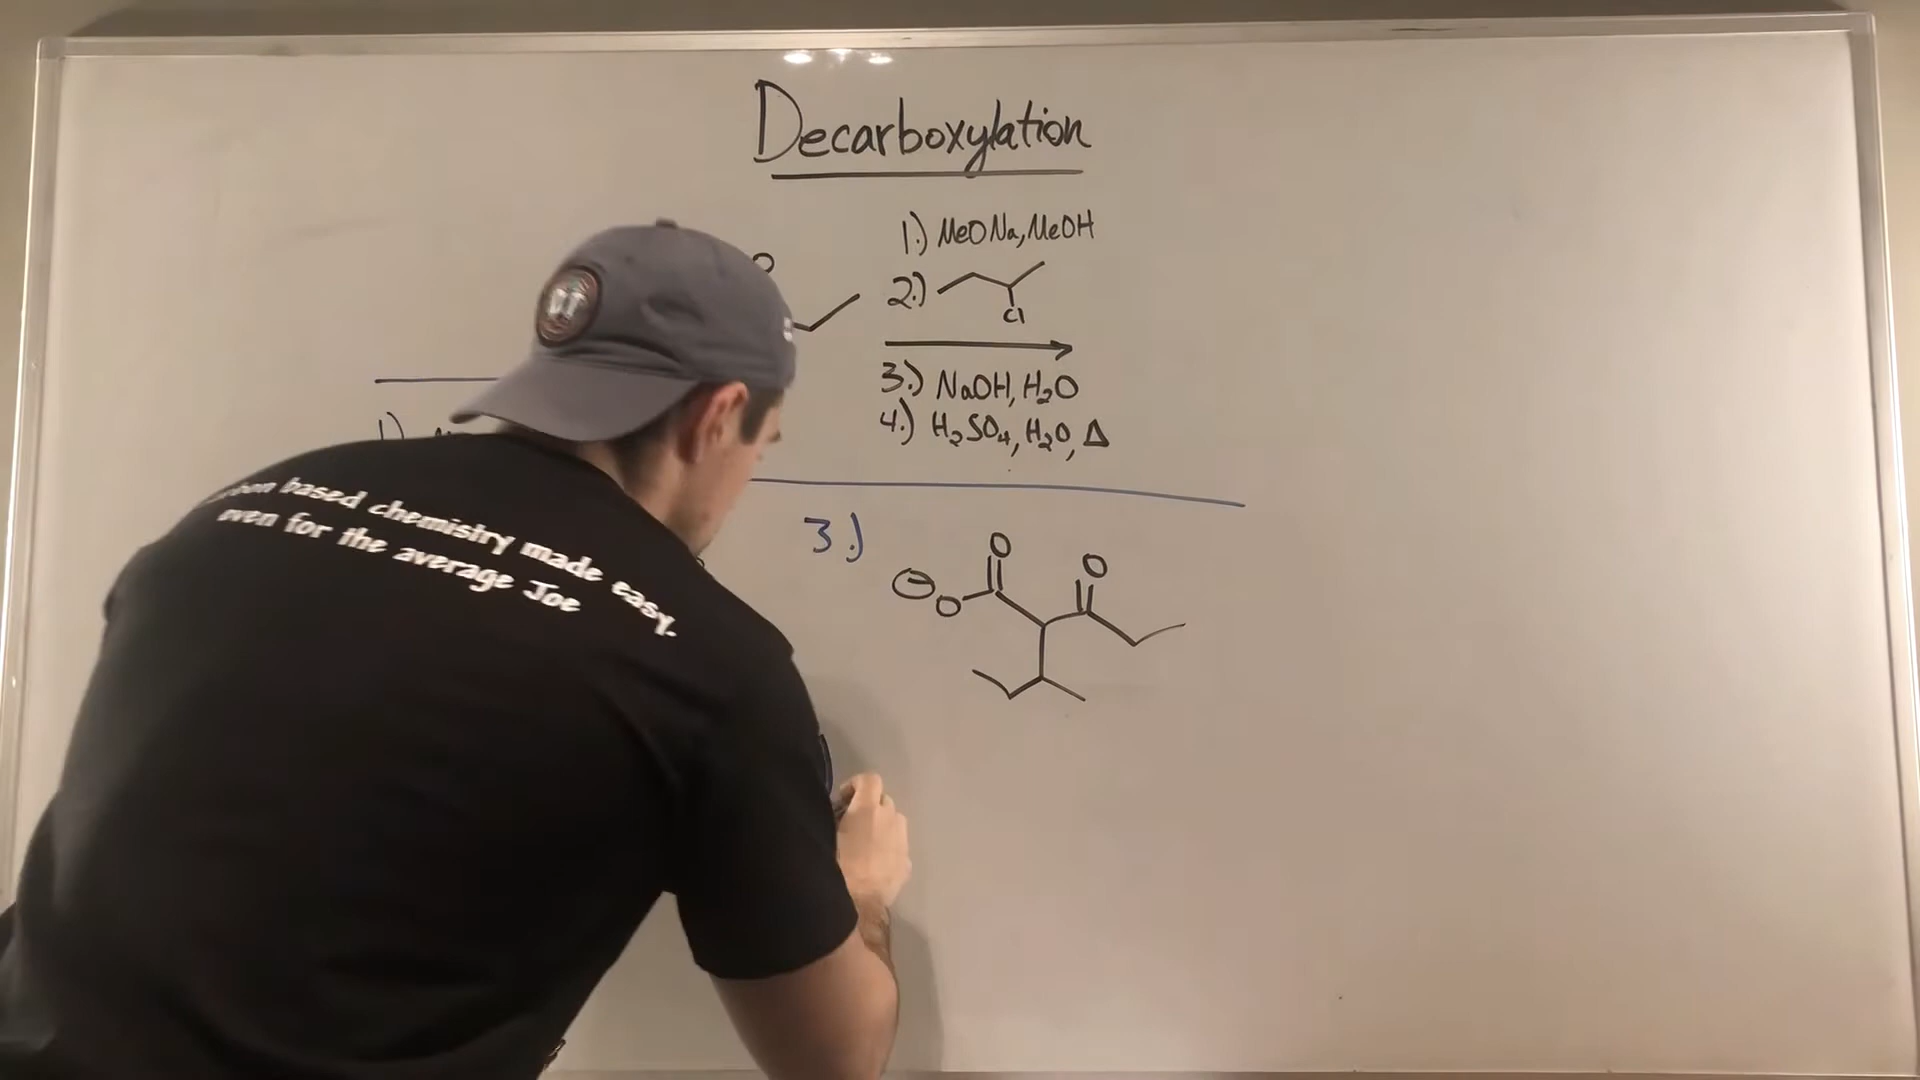 Decarboxylation
1.) MeONa, MeOH
2.)
Cl
O
3.) NaOH, H₂O
4.) H₂SO₄, H₂O, Δ
1)
3.)
O
O
⊖
O
based chemistry made easy.
even for the average Joe